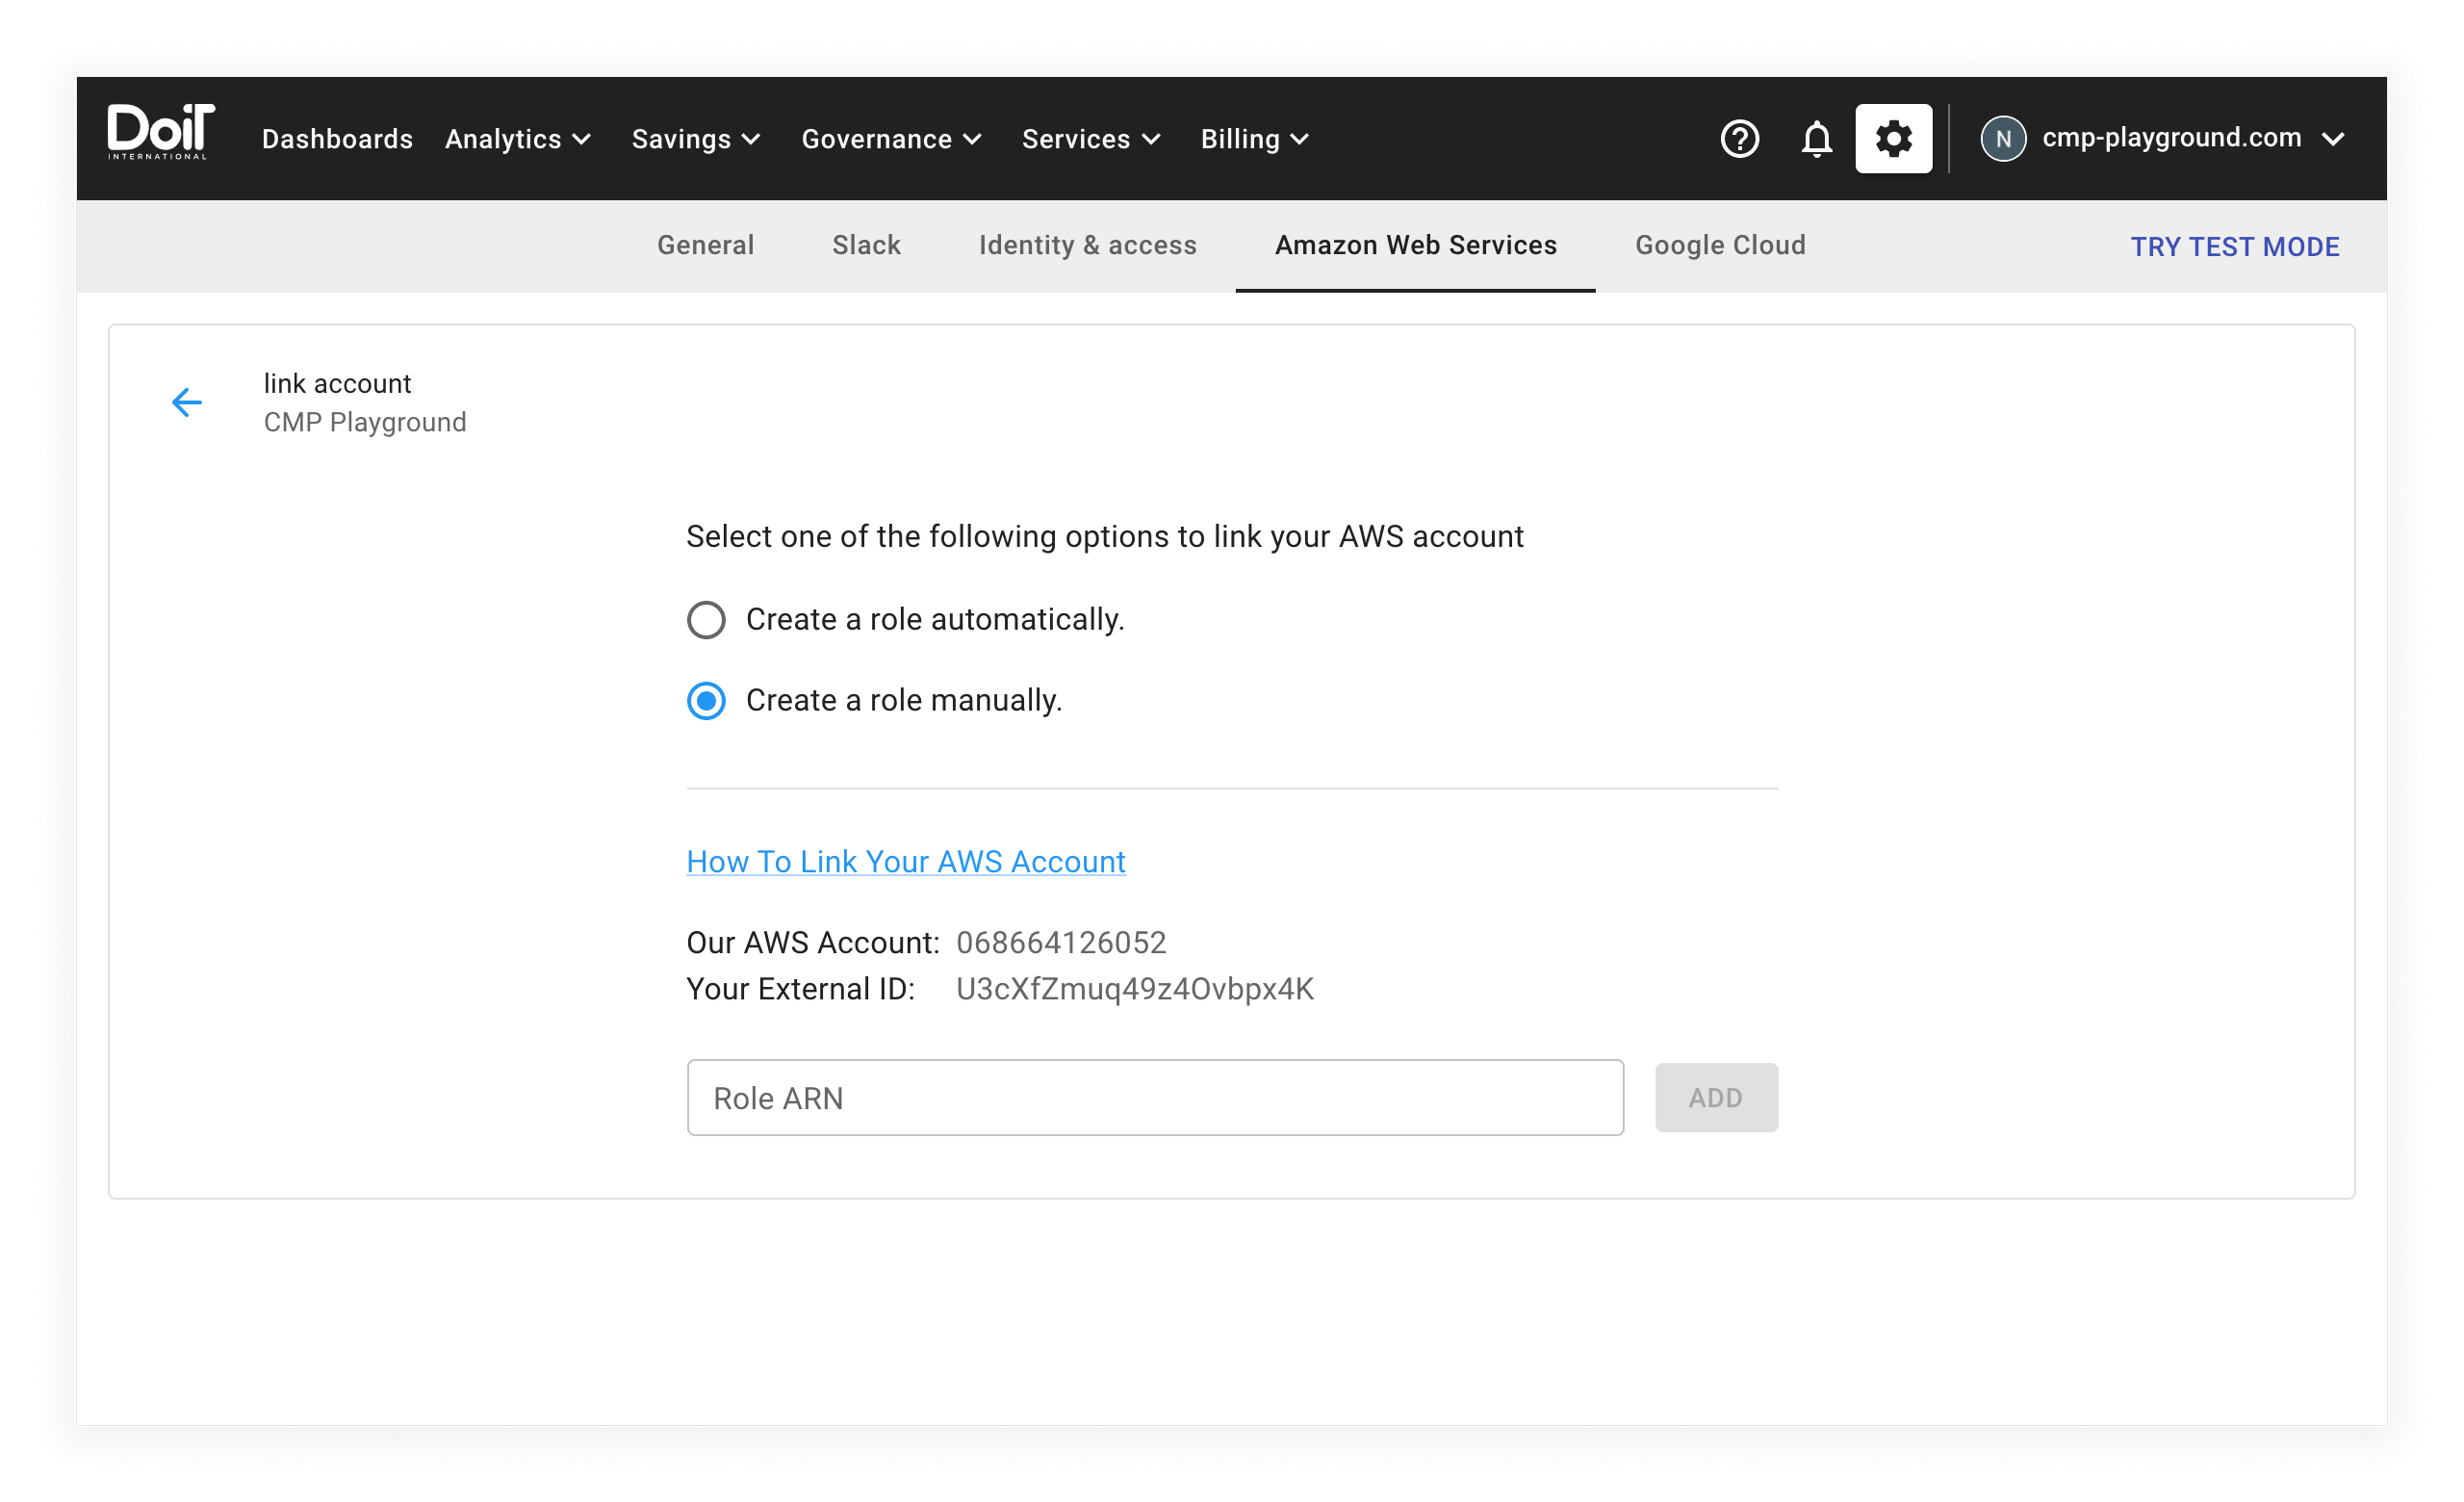 DoiT
INTERNATIONAL
Dashboards Analytics Savings Governance Services Billing N cmp-playground.com
General Slack Identity & access Amazon Web Services Google Cloud TRY TEST MODE
link account
CMP Playground
Select one of the following options to link your AWS account
Create a role automatically.
Create a role manually.
How To Link Your AWS Account
Our AWS Account: 068664126052
Your External ID: U3cXfZmuq49z4Ovbpx4K
Role ARN ADD